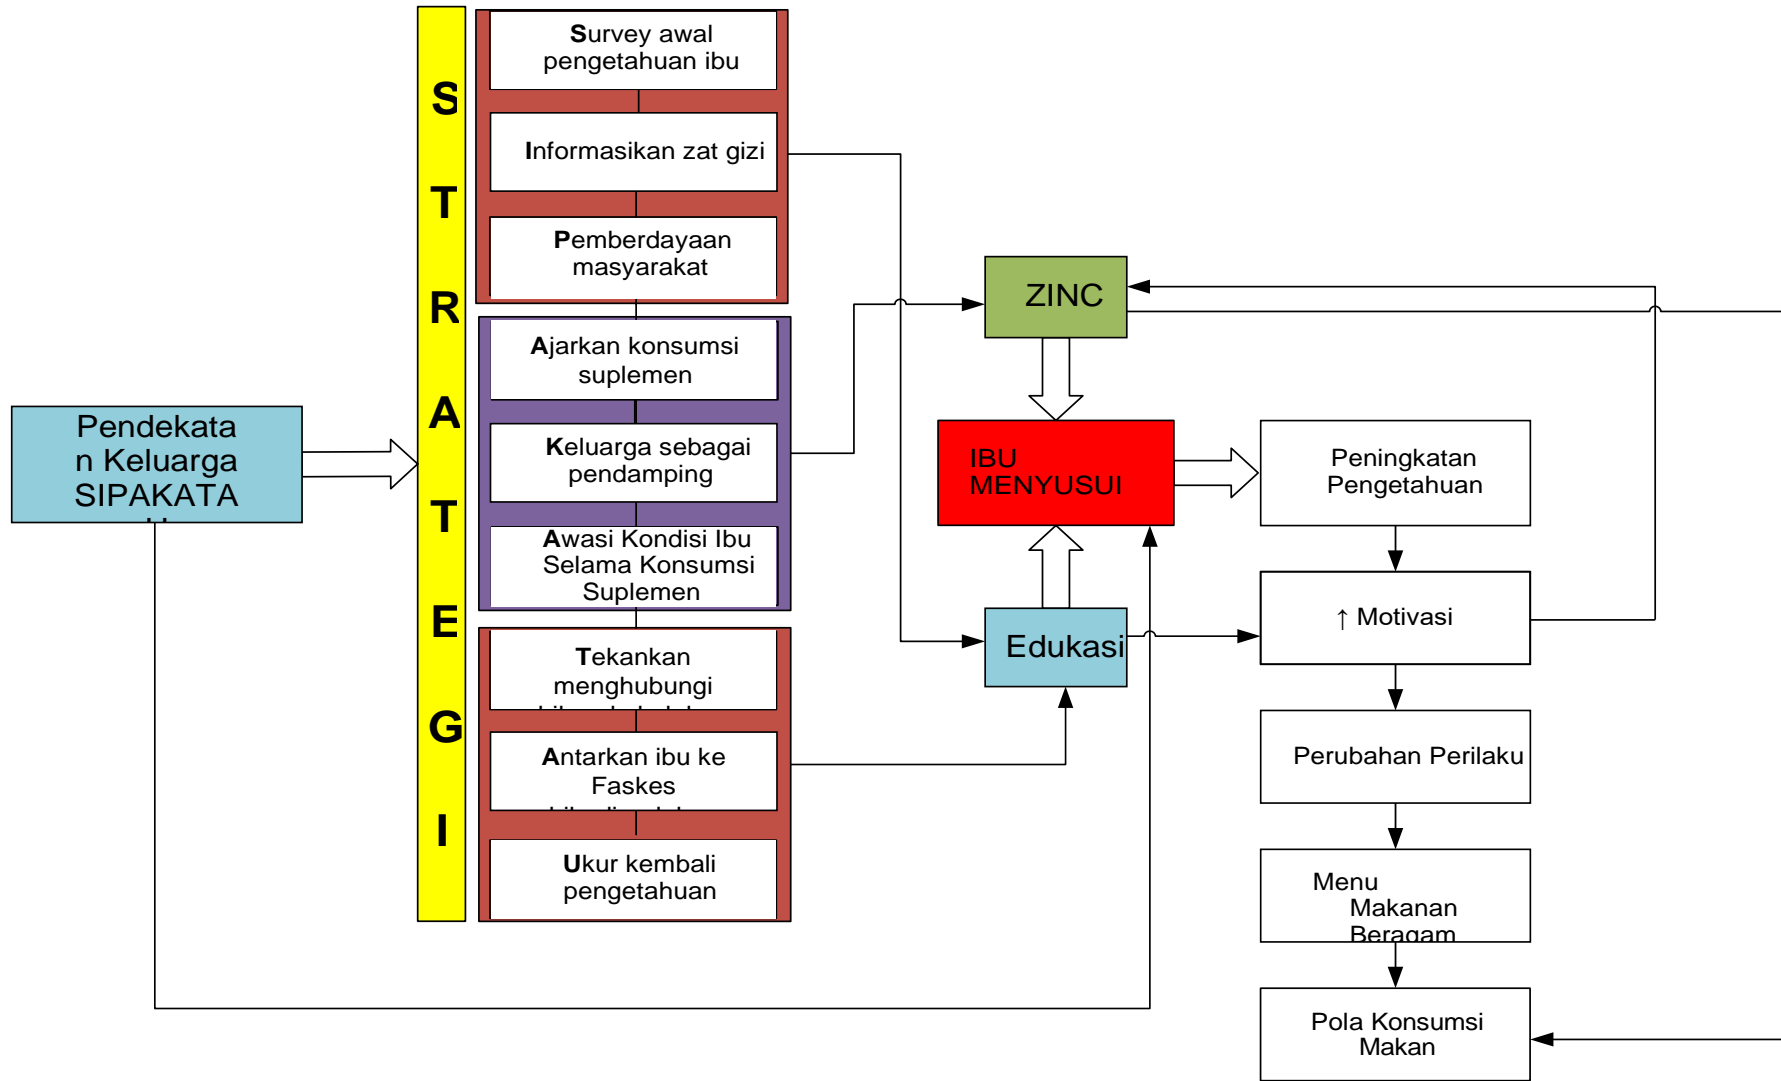 Pendekata
n Keluarga
SIPAKATA
S
T
R
A
T
E
G
I
Survey awal
pengetahuan ibu
Informasikan zat gizi
Pemberdayaan
masyarakat
Ajarkan konsumsi
suplemen
Keluarga sebagai
pendamping
Awasi Kondisi Ibu
Selama Konsumsi
Suplemen
Tekankan
menghubungi
Antarkan ibu ke
Faskes
Ukur kembali
pengetahuan
ZINC
IBU
MENYUSUI
Edukasi
Peningkatan
Pengetahuan
↑ Motivasi
Perubahan Perilaku
Menu
Makanan
Beragam
Pola Konsumsi
Makan